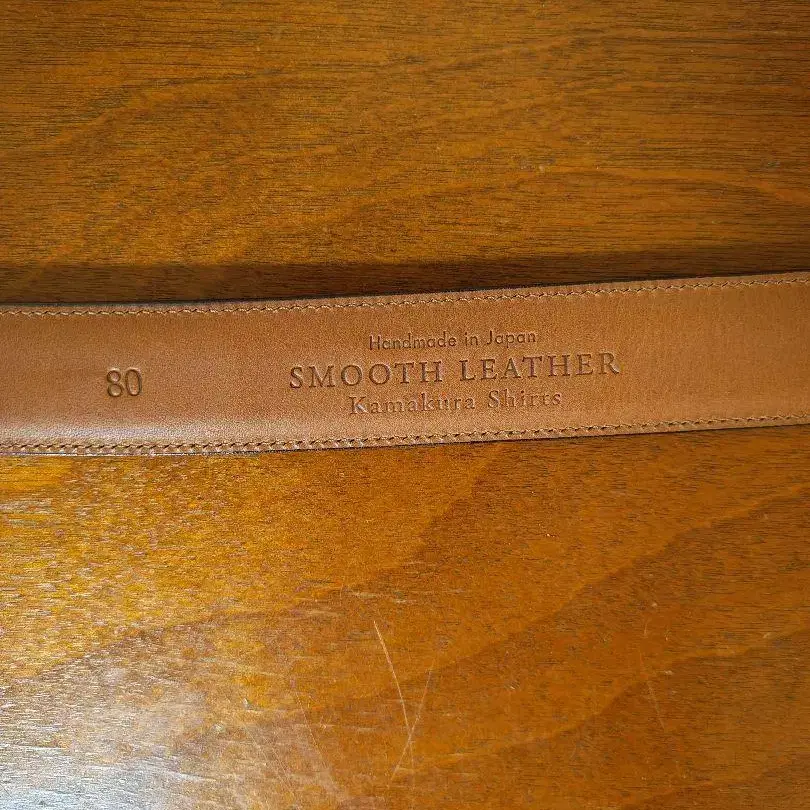 80
Handmade in Japan
SMOOTH LEATHER
Kamakura Shirts